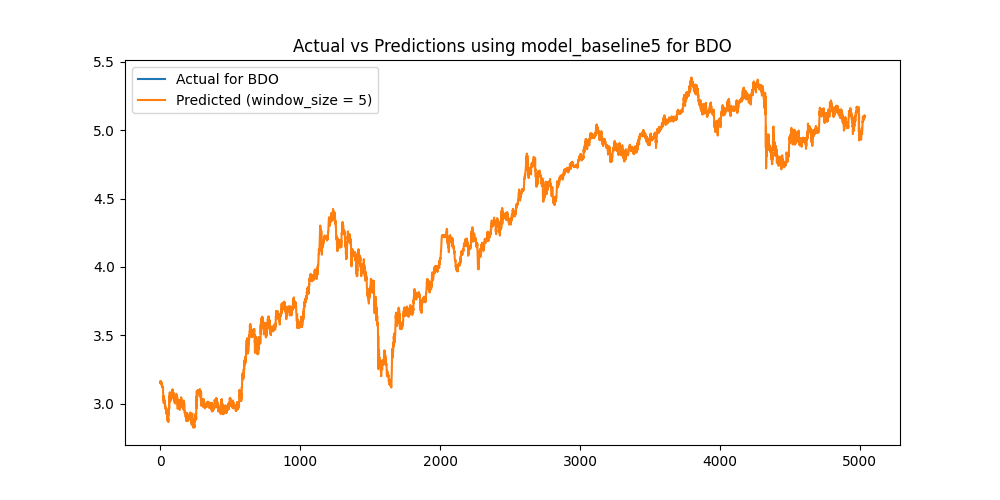 Actual vs Predictions using model_baseline5 for BDO
Actual for BDO
Predicted (window_size = 5)
5.5
5.0
4.5
4.0
3.5
3.0
0 1000 2000 3000 4000 5000